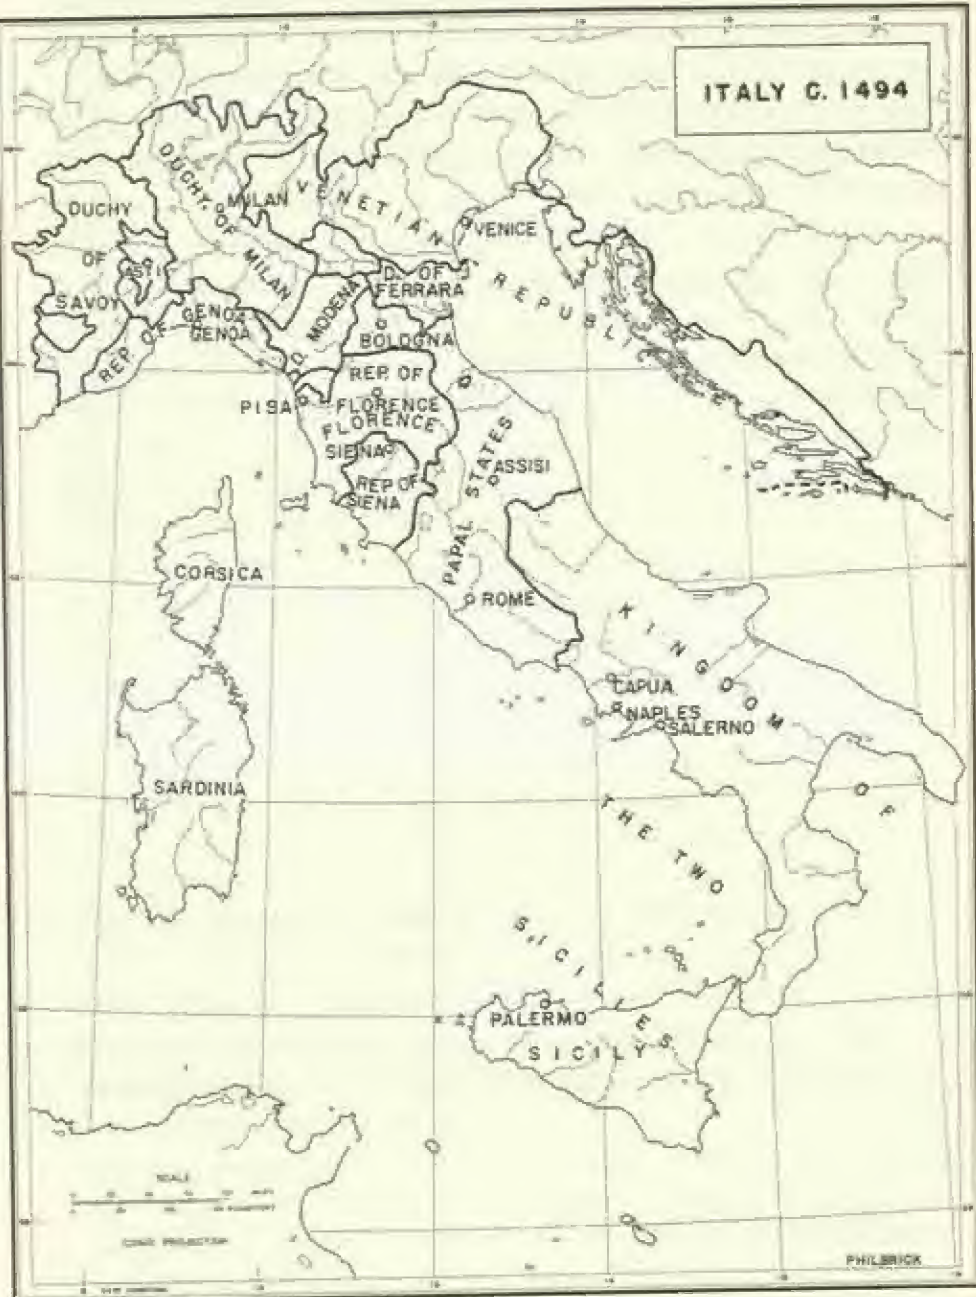 ITALY C. 1494
DUCHY OF SAVOY
DUCHY OF MILAN
MILAN
VENETIAN REPUBLIC
VENICE
ASTI
D. OF
FERRARA
REP. OF GENOA
GENOA
D. MODENA
BOLOGNA
PISA
REP. OF
FLORENCE
FLORENCE
SIENA
REP OF
SIENA
PAPAL STATES
ASSISI
ROME
CORSICA
SARDINIA
KINGDOM OF
THE TWO
SICILIES
CAPUA
NAPLES
SALERNO
PALERMO
SICILY
SCALE
CONIC PROJECTION
PHILBRICK